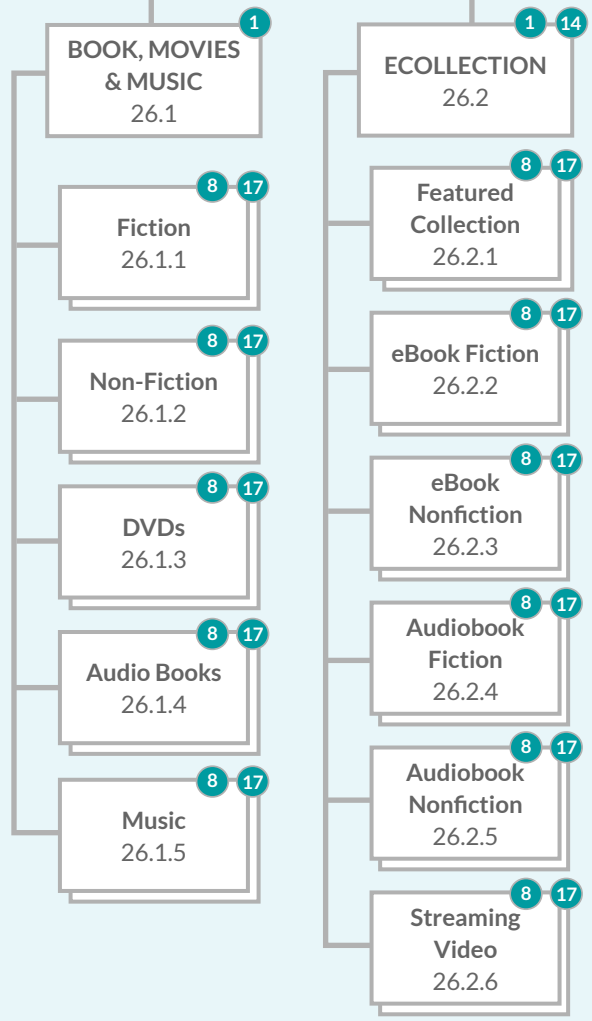 1
BOOK, MOVIES
& MUSIC
26.1
8 17
Fiction
26.1.1
8 17
Non-Fiction
26.1.2
8 17
DVDs
26.1.3
8 17
Audio Books
26.1.4
8 17
Music
26.1.5
1 14
ECOLLECTION
26.2
8 17
Featured
Collection
26.2.1
8 17
eBook Fiction
26.2.2
8 17
eBook
Nonfiction
26.2.3
8 17
Audiobook
Fiction
26.2.4
8 17
Audiobook
Nonfiction
26.2.5
8 17
Streaming
Video
26.2.6